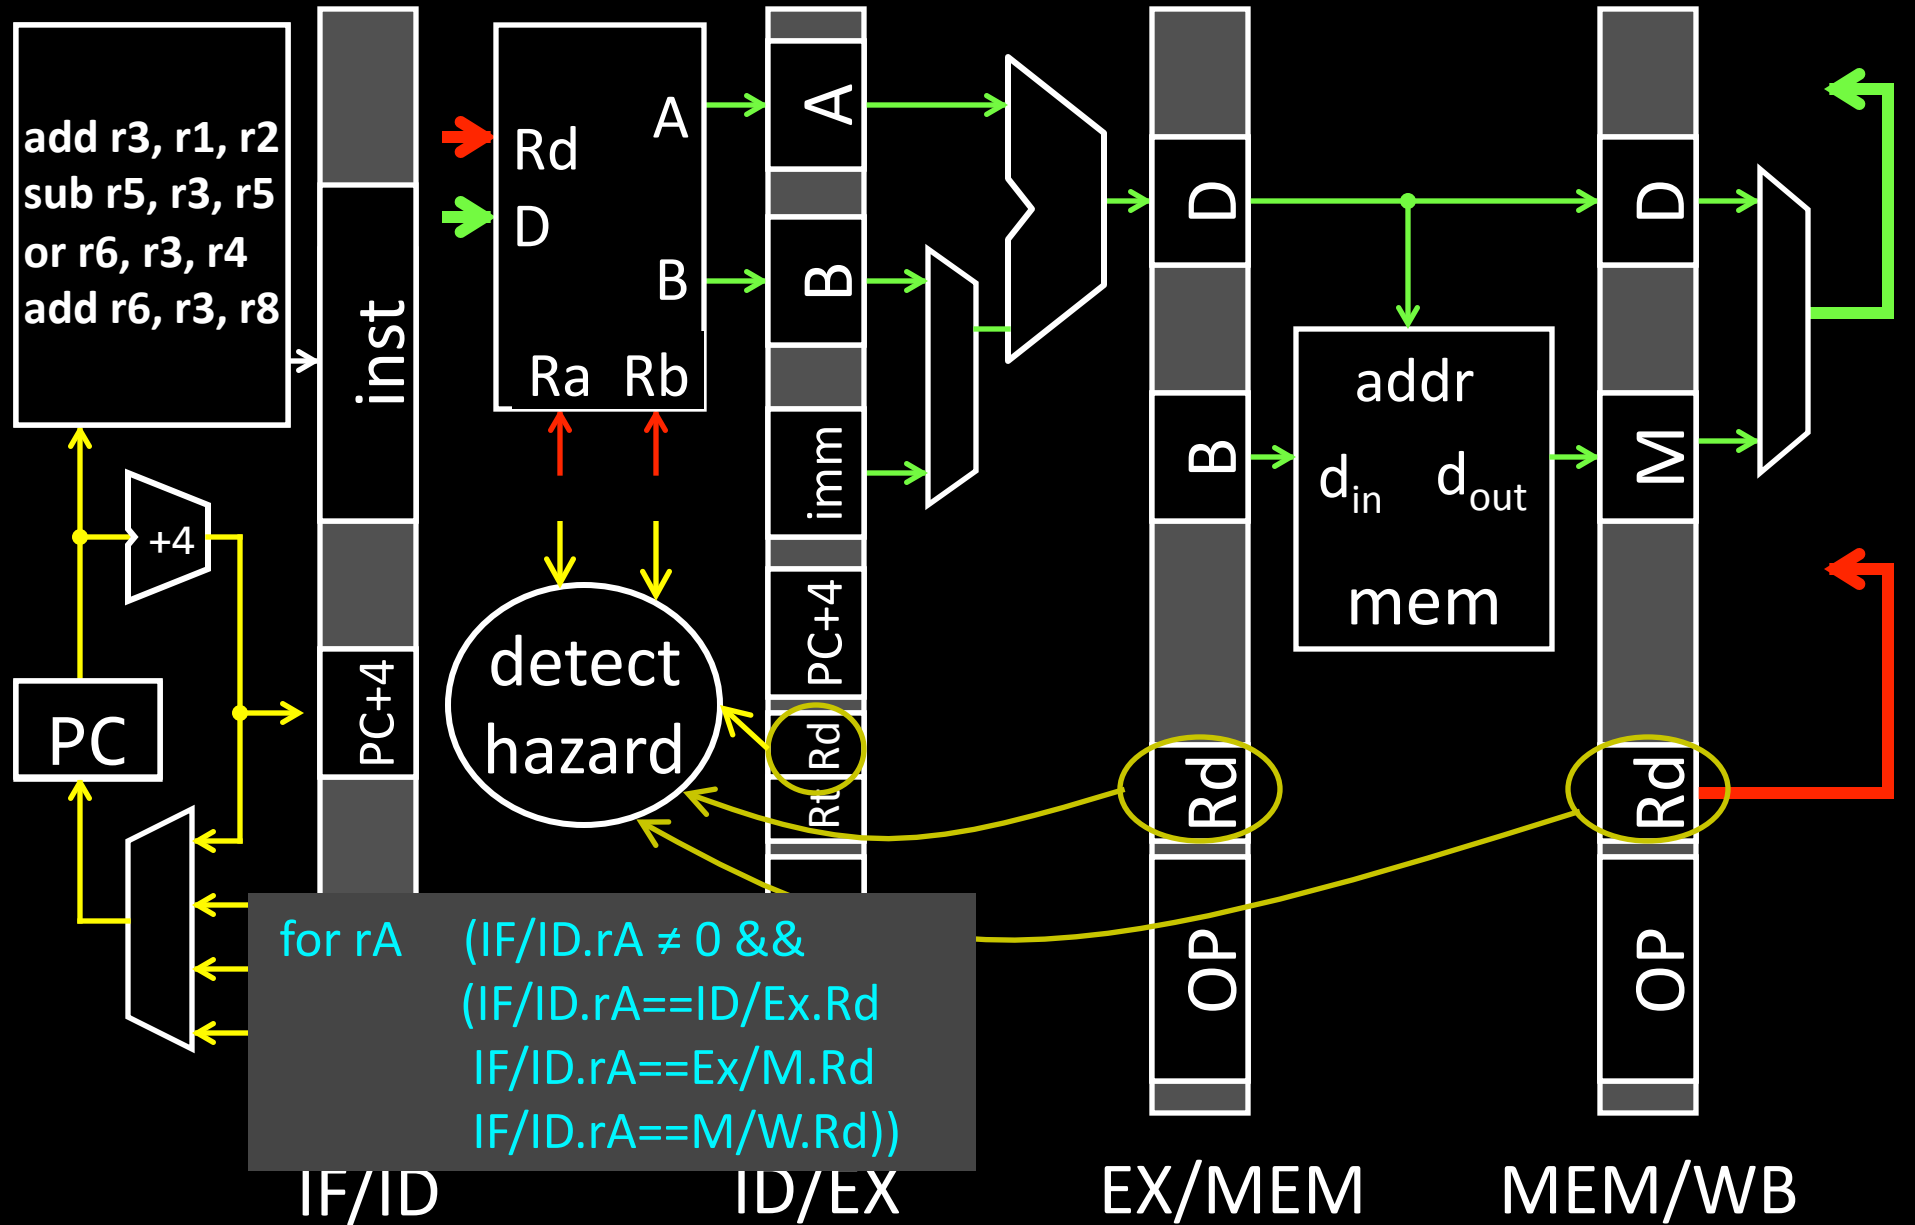 add r3, r1, r2
sub r5, r3, r5
or r6, r3, r4
add r6, r3, r8
+4
PC
inst
PC+4
Rd
D
A
B
Ra Rb
detect
hazard
A
B
imm
PC+4
Rd
Rt
D
B
Rd
OP
addr
din dout
mem
D
M
Rd
OP
for rA (IF/ID.rA ≠ 0 &&
(IF/ID.rA==ID/Ex.Rd
IF/ID.rA==Ex/M.Rd
IF/ID.rA==M/W.Rd))
IF/ID ID/EX EX/MEM MEM/WB